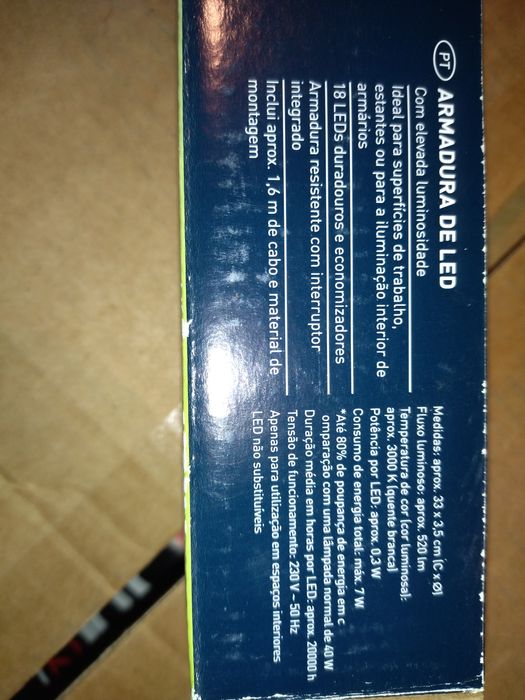 PT ARMADURA DE LED
Com elevada luminosidade
Ideal para superfícies de trabalho,
estantes ou para a iluminação interior de
armários
18 LEDs duradouros e economizadores
Armadura resistente com interruptor
integrado
Inclui aprox. 1,6 m de cabo e material de
montagem
Medidas: aprox. 33 x 3,5 cm (C x Ø)
Fluxo luminoso: aprox. 520 lm
Temperatura de cor (cor luminosa):
aprox. 3000 K (quente branca)
Potência por LED: aprox. 0,3 W
Consumo de energia total: máx. 7 W
*Até 80% de poupança de energia em c
omparação com uma lâmpada normal de 40 W
Duração média em horas por LED: aprox. 20000 h
Tensão de funcionamento: 230 V ~ 50 Hz
Apenas para utilização em espaços interiores
LED não substituíveis